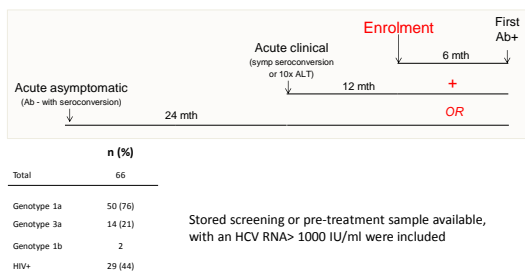 Enrolment
First
Ab+
6 mth
Acute clinical
(symp seroconversion
or 10x ALT)
12 mth
+
Acute asymptomatic
(Ab - with seroconversion)
24 mth
OR
n (%)
Total 66
Genotype 1a 50 (76)
Genotype 3a 14 (21)
Genotype 1b 2
HIV+ 29 (44)
Stored screening or pre-treatment sample available,
with an HCV RNA> 1000 IU/ml were included